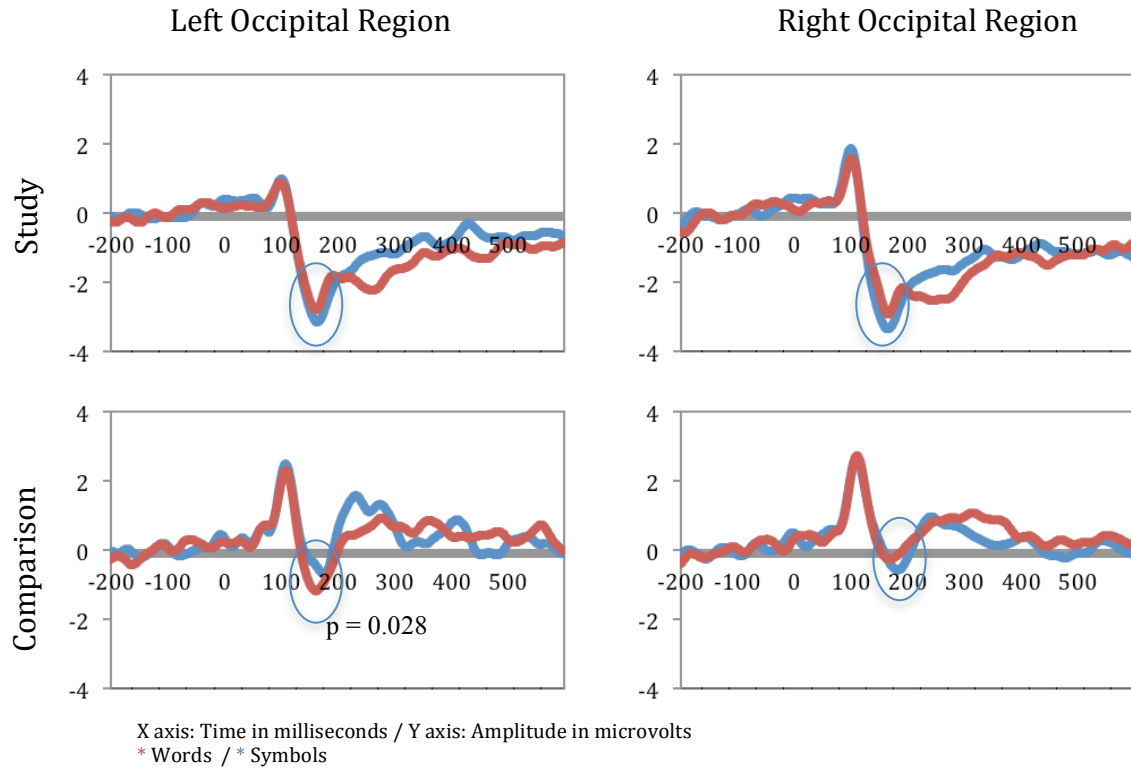 Left Occipital Region
Right Occipital Region
Study
4
2
0
-2
-4
-200 -100 0 100 200 300 400 500
4
2
0
-2
-4
-200 -100 0 100 200 300 400 500
Comparison
4
2
0
-2
-4
-200 -100 0 100 200 300 400 500
p = 0.028
4
2
0
-2
-4
-200 -100 0 100 200 300 400 500
X axis: Time in milliseconds / Y axis: Amplitude in microvolts
* Words / * Symbols